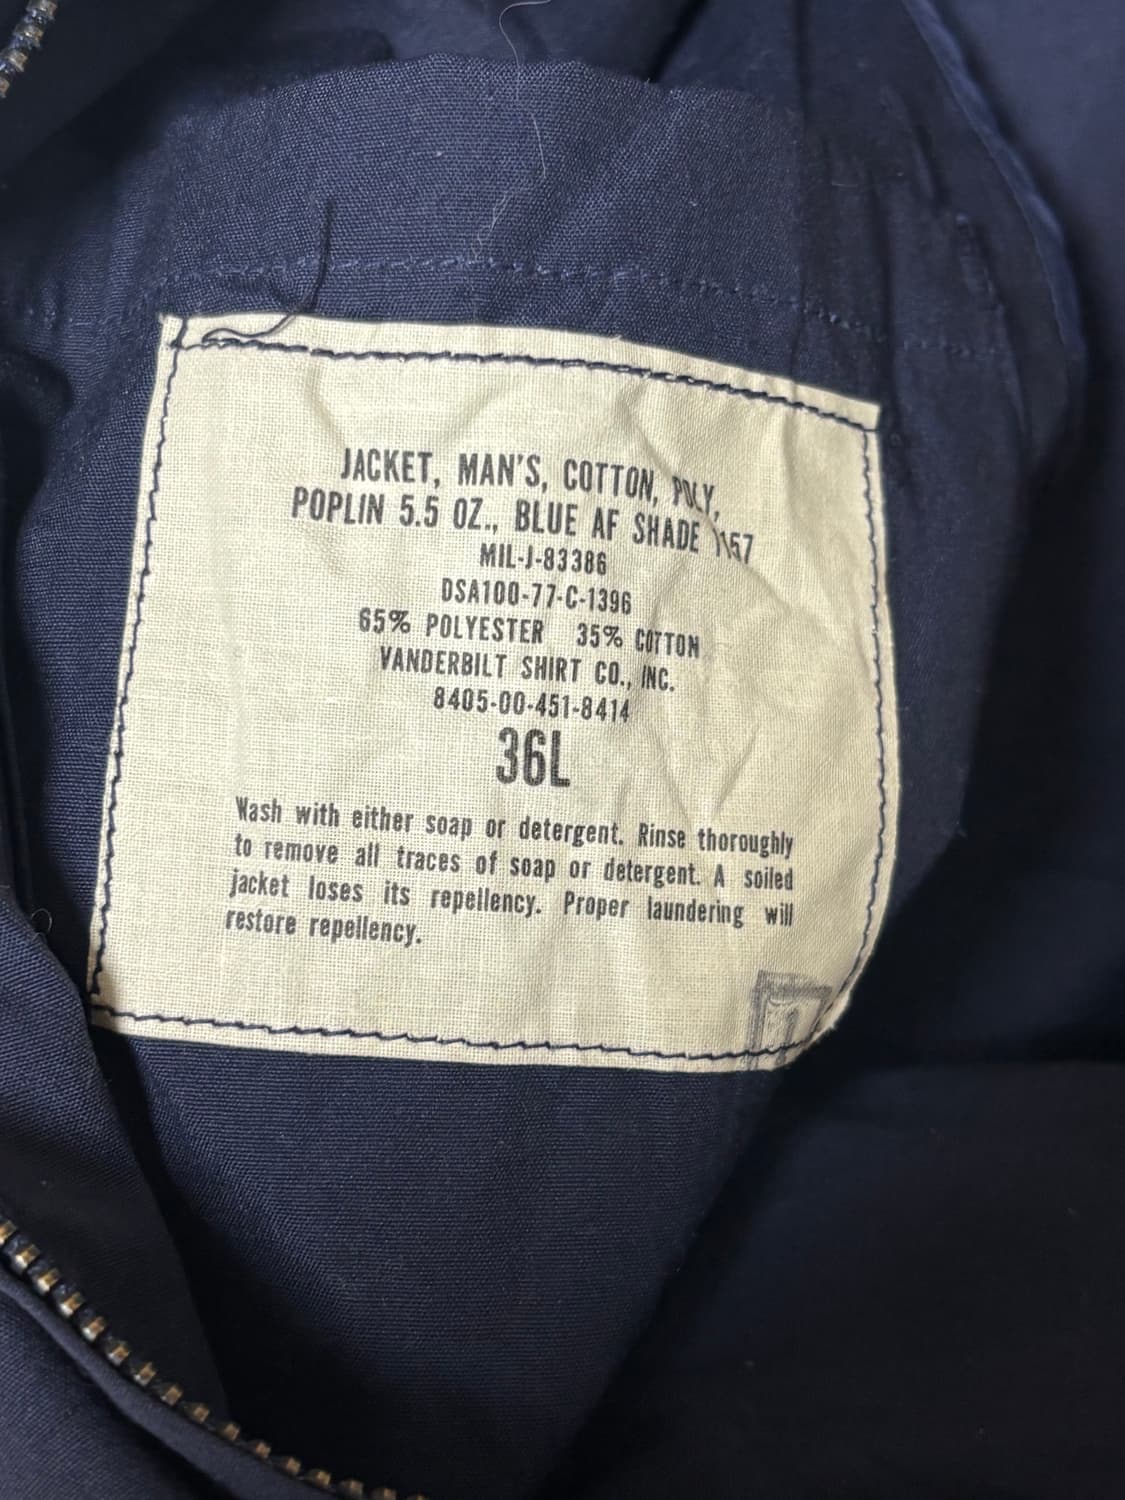 JACKET, MAN'S, COTTON, POLY,
POPLIN 5.5 OZ., BLUE AF SHADE 1157
MIL-J-83386
DSA100-77-C-1396
65% POLYESTER 35% COTTON
VANDERBILT SHIRT CO., INC.
8405-00-451-8414
36L
Wash with either soap or detergent. Rinse thoroughly
to remove all traces of soap or detergent. A soiled
jacket loses its repellency. Proper laundering will
restore repellency.